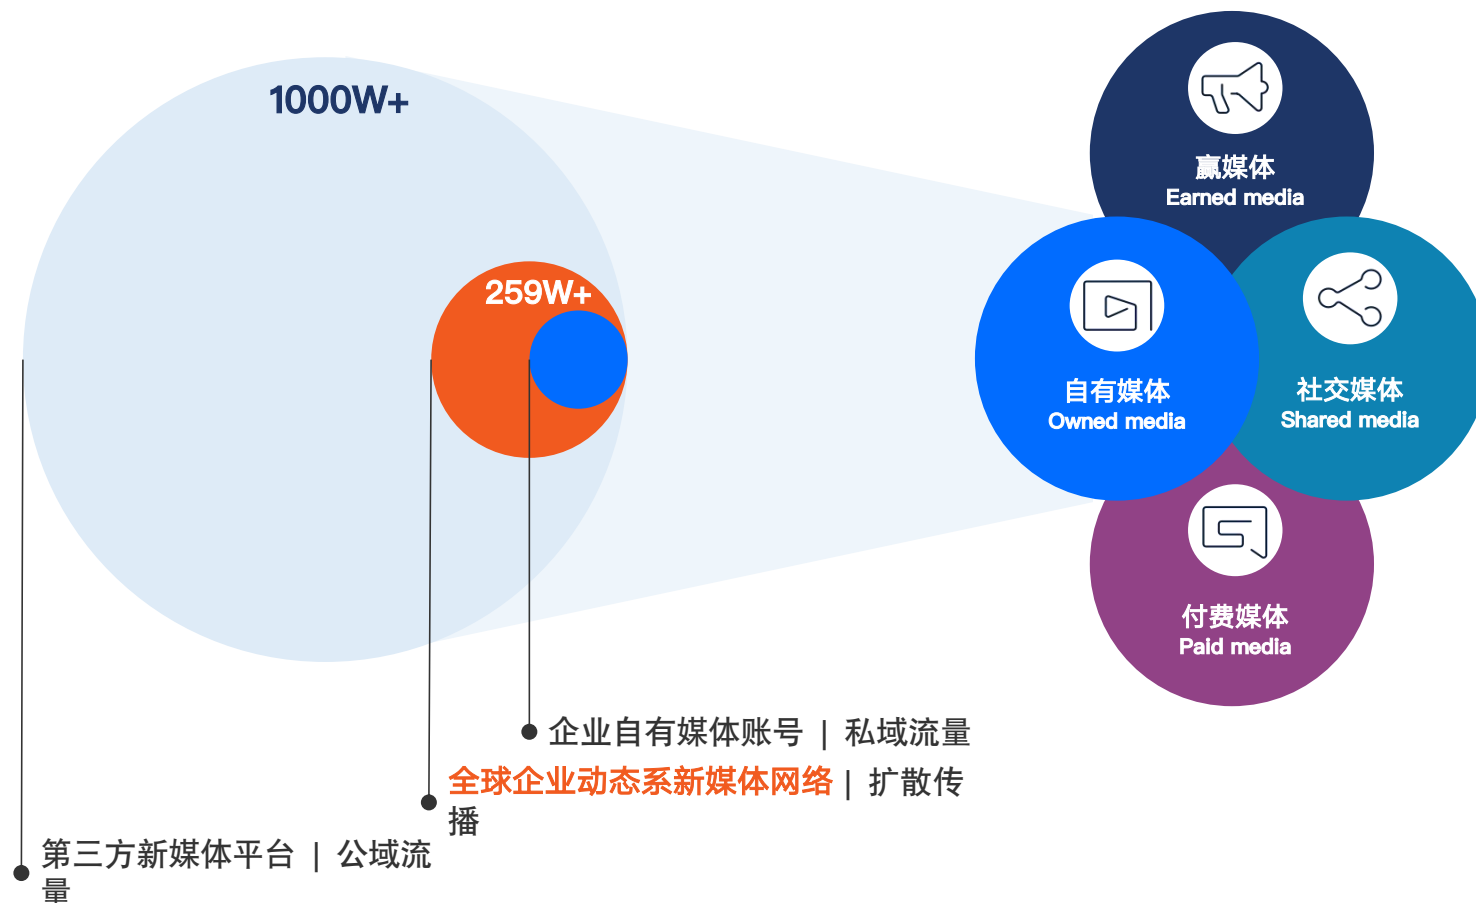 1000W+
259W+
赢媒体
Earned media
自有媒体
Owned media
社交媒体
Shared media
付费媒体
Paid media
企业自有媒体账号 | 私域流量
全球企业动态系新媒体网络 | 扩散传
播
第三方新媒体平台 | 公域流
量